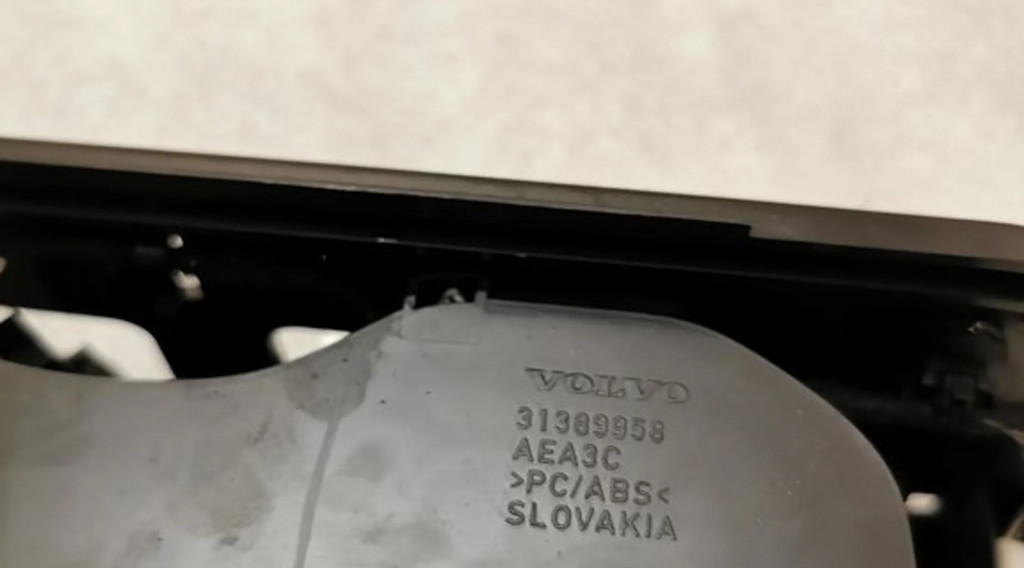 VOLVO
31389958
AEA3C
>PC/ABS<
SLOVAKIA